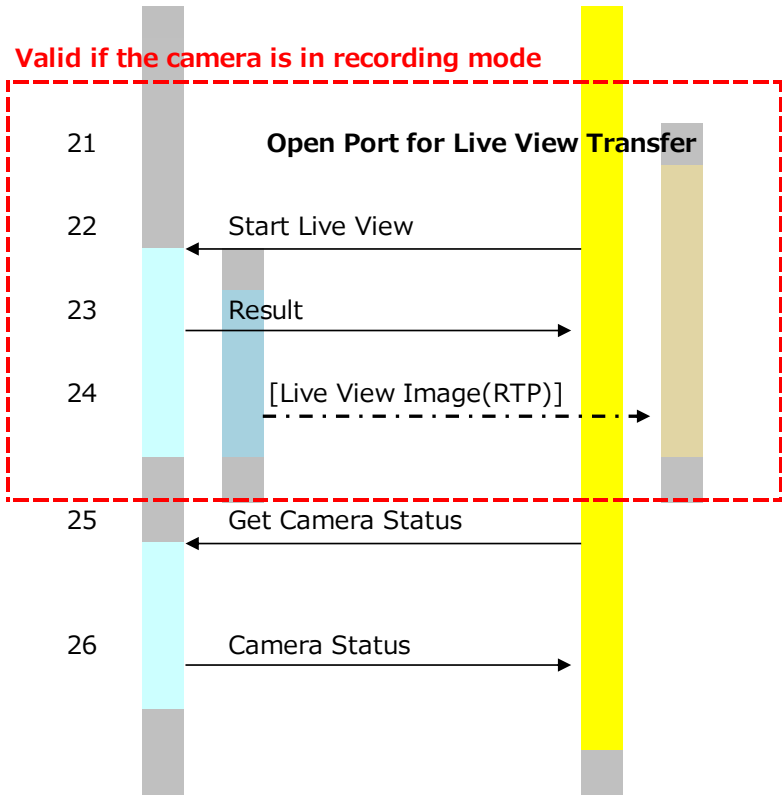 Valid if the camera is in recording mode
21 Open Port for Live View Transfer
22 Start Live View
23 Result
24 [Live View Image(RTP)]
25 Get Camera Status
26 Camera Status